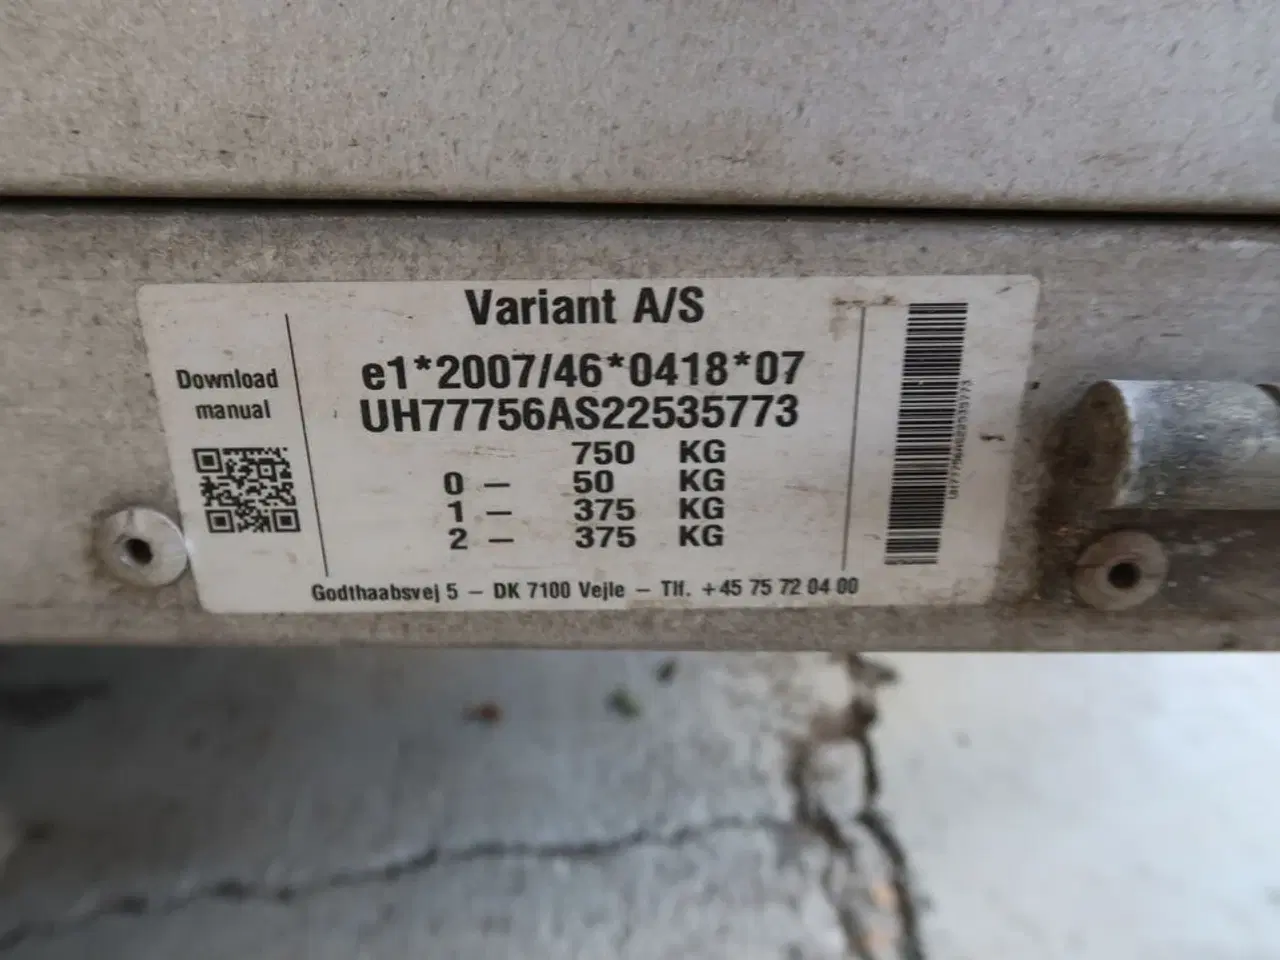 Variant A/S
e1*2007/46*0418*07
UH77756AS22535773
750 KG
0 – 50 KG
1 – 375 KG
2 – 375 KG
Download
manual
Godthaabsvej 5 – DK 7100 Vejle – Tlf. +45 75 72 04 00
UH77756AS22535773